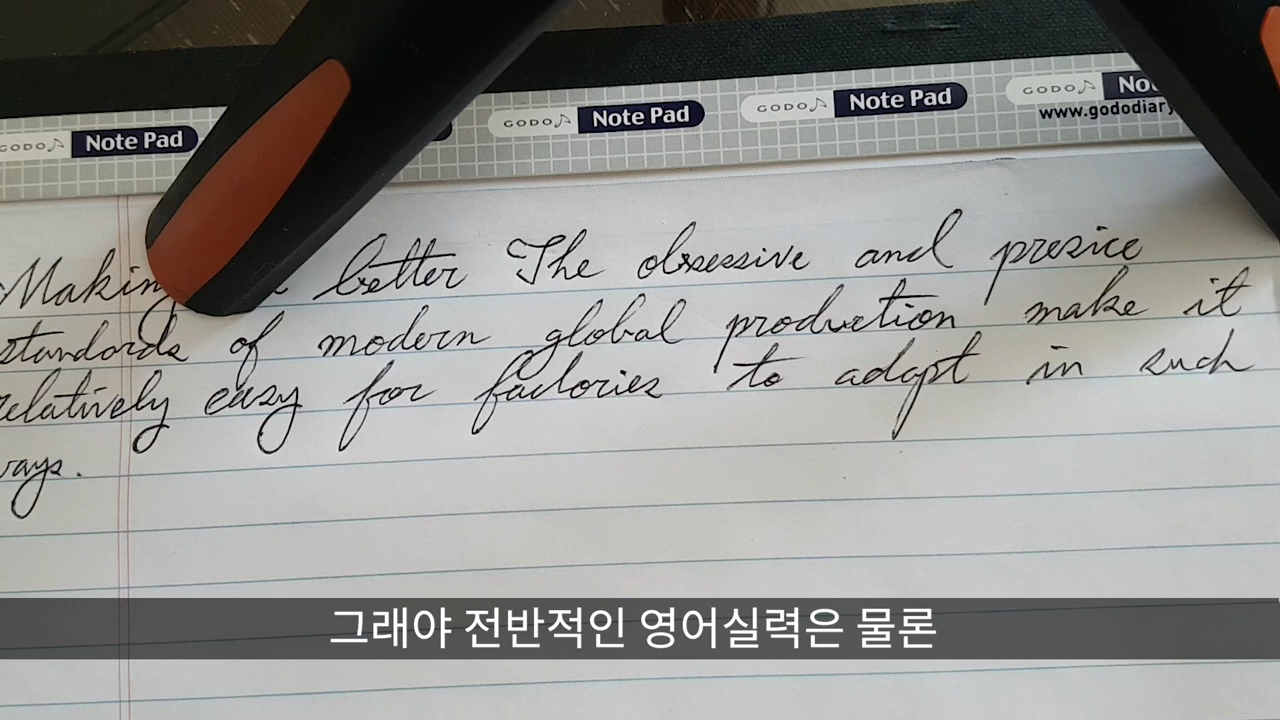 GODO Note Pad GODO Note Pad GODO Note Pad GODO No
www.gododiary
Making better The obsessive and presice
standards of modern global production make it
relatively easy for factories to adapt in such
ways.
그래야 전반적인 영어실력은 물론